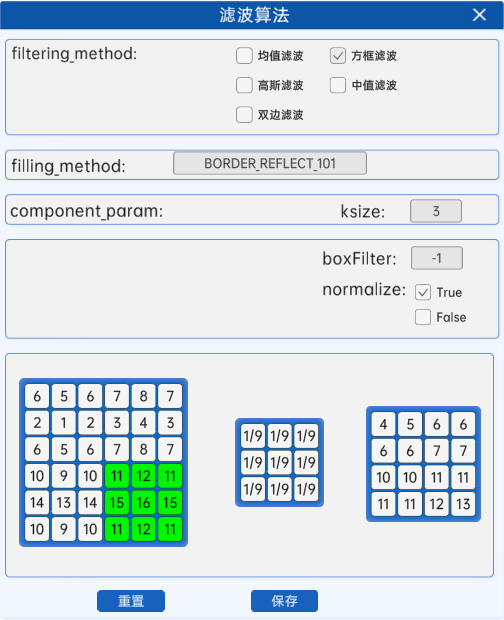 滤波算法
filtering_method:
均值滤波 方框滤波
高斯滤波 中值滤波
双边滤波
filling_method: BORDER_REFLECT_101
component_param: ksize: 3
boxFilter: -1
normalize: True
False
6 5 6 7 8 7
2 1 2 3 4 3
6 5 6 7 8 7
10 9 10 11 12 11
14 13 14 15 16 15
10 9 10 11 12 11
1/9 1/9 1/9
1/9 1/9 1/9
1/9 1/9 1/9
4 5 6 6
6 6 7 7
10 10 11 11
11 11 12 13
重置 保存